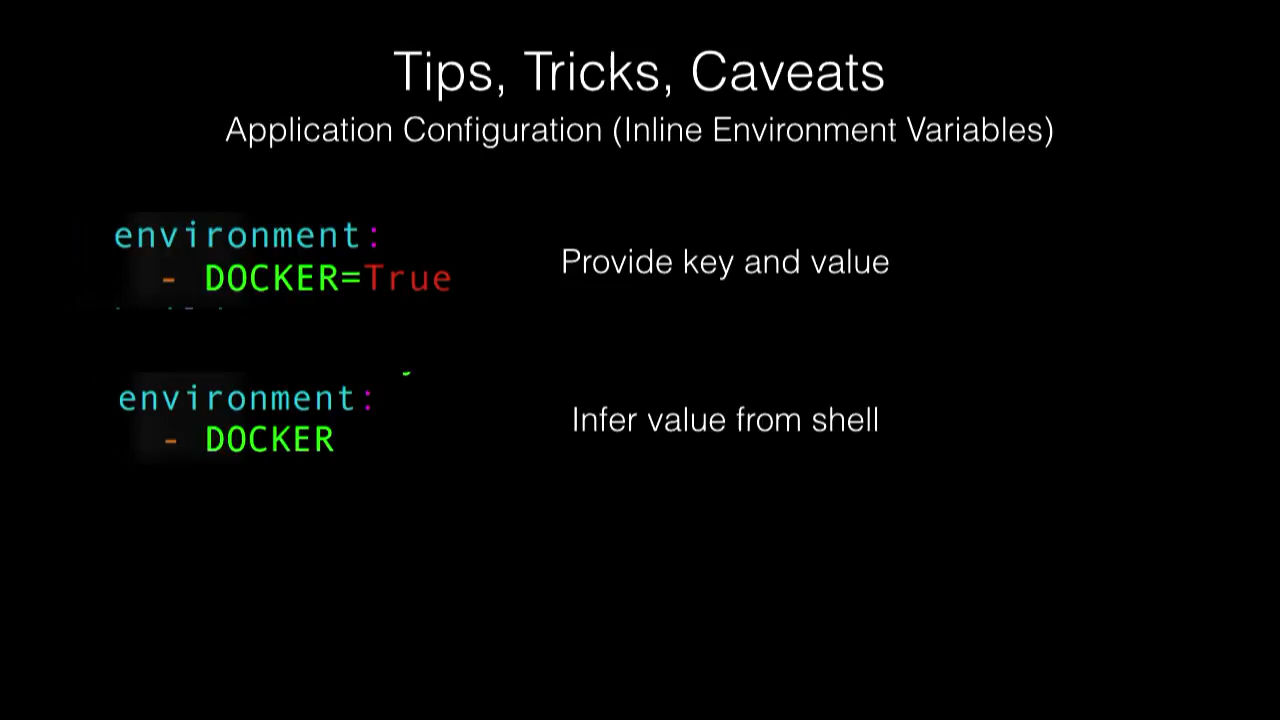 Tips, Tricks, Caveats
Application Configuration (Inline Environment Variables)
environment:
- DOCKER=True
Provide key and value
environment:
- DOCKER
Infer value from shell